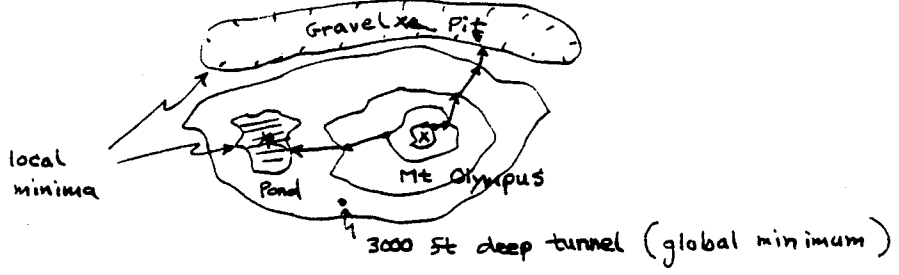 Gravel Pit
local
minima
Pond
Mt Olympus
3000 ft deep tunnel (global minimum)